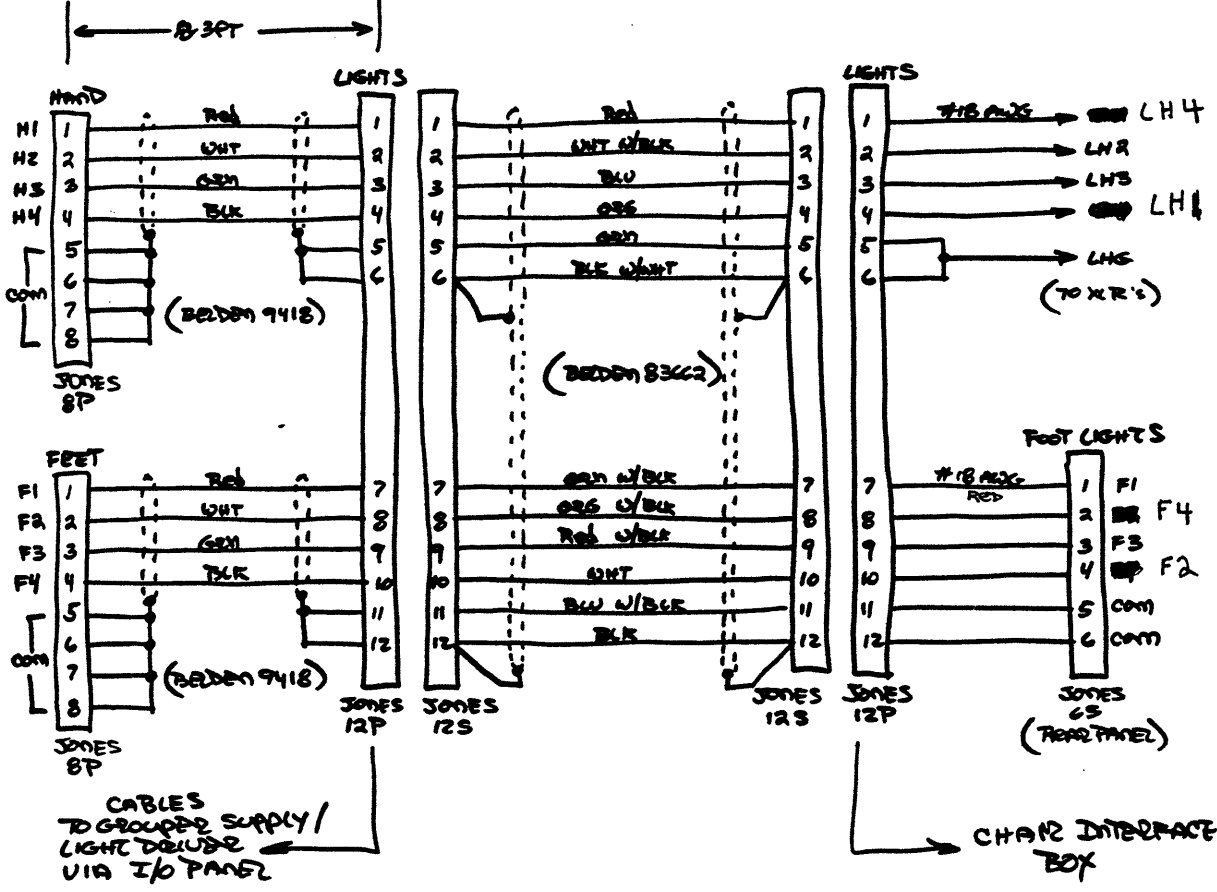 8 3PT
LIGHTS
LIGHTS
HAND
H1 1 Red 1 1 Red 1 1 #18 AWG LH4
H2 2 WHT 2 2 WHT W/BLK 2 2 LH2
H3 3 GRN 3 3 BLU 3 3 LH3
H4 4 BLK 4 4 ORG 4 4 LH1
5 5 5 GRN 5 5
com 6 6 6 BLK W/WHT 6 6 LHG
7 (BELDEN 9418) (TO XLR's)
8
JONES
8P
(BELDEN 83662)
FOOT LIGHTS
FEET
F1 1 Red 7 7 GRN W/BLK 7 7 #18 AWG RED 1 F1
F2 2 WHT 8 8 ORG W/BLK 8 8 2 F4
F3 3 GRN 9 9 Red W/BLK 9 9 3 F3
F4 4 BLK 10 10 WHT 10 10 4 F2
5 11 11 BLU W/BLK 11 11 5 com
com 6 12 12 BLK 12 12 6 com
7 (BELDEN 9418)
8
JONES
8P
JONES
12P
JONES
12S
JONES
12S
JONES
12P
JONES
6S
(REAR PANEL)
CABLES
TO GROUPER SUPPLY/
LIGHT DRIVER
VIA I/O PANEL
CHAIR INTERFACE
BOX